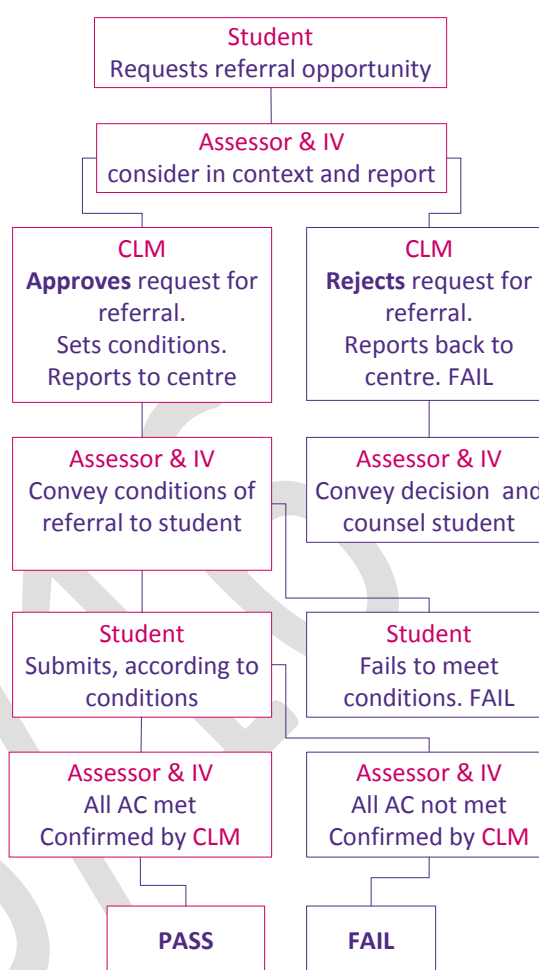 Student
Requests referral opportunity
Assessor & IV
consider in context and report
CLM
Approves request for
referral.
Sets conditions.
Reports to centre
CLM
Rejects request for
referral.
Reports back to
centre. FAIL
Assessor & IV
Convey conditions of
referral to student
Assessor & IV
Convey decision and
counsel student
Student
Submits, according to
conditions
Student
Fails to meet
conditions. FAIL
Assessor & IV
All AC met
Confirmed by CLM
Assessor & IV
All AC not met
Confirmed by CLM
PASS
FAIL